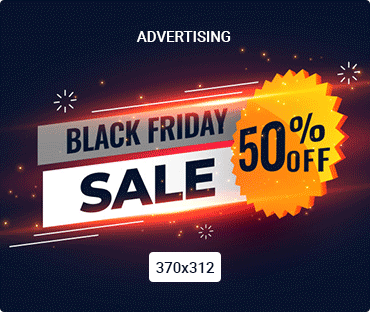 ADVERTISING
BLACK FRIDAY
SALE
50%
OFF
370x312